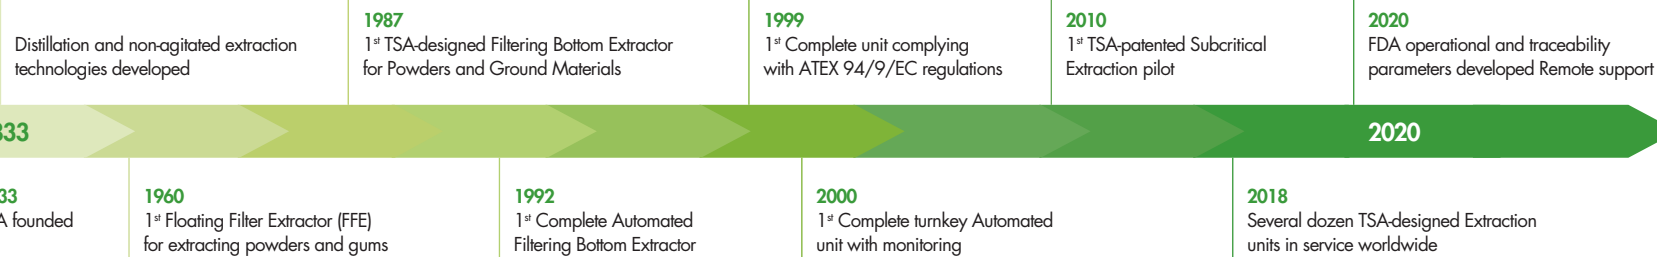 1987
1999
2010
2020
Distillation and non-agitated extraction
technologies developed
1st TSA-designed Filtering Bottom Extractor
for Powders and Ground Materials
1st Complete unit complying
with ATEX 94/9/EC regulations
1st TSA-patented Subcritical
Extraction pilot
FDA operational and traceability
parameters developed Remote support
33
2020
33
A founded
1960
1st Floating Filter Extractor (FFE)
for extracting powders and gums
1992
1st Complete Automated
Filtering Bottom Extractor
2000
1st Complete turnkey Automated
unit with monitoring
2018
Several dozen TSA-designed Extraction
units in service worldwide